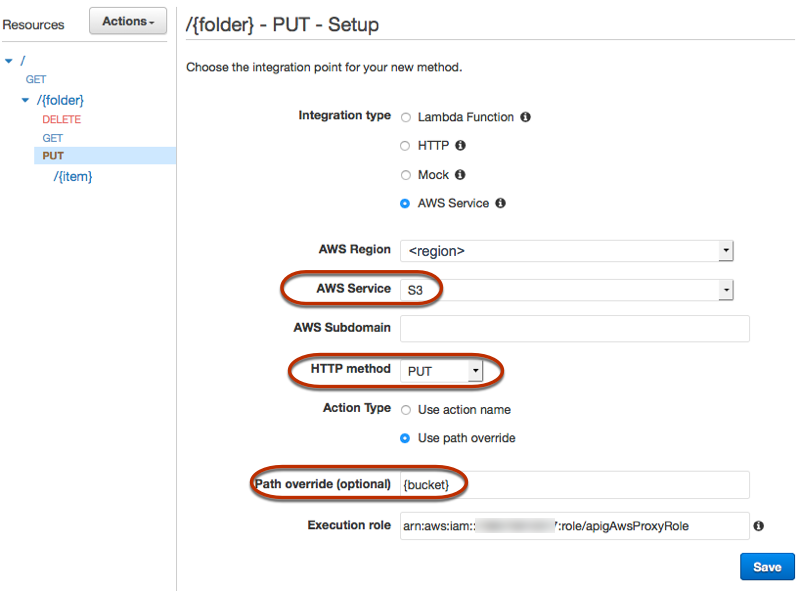 Resources
Actions
/
GET
/{folder}
DELETE
GET
PUT
/{item}
/{folder} - PUT - Setup
Choose the integration point for your new method.
Integration type
Lambda Function
HTTP
Mock
AWS Service
AWS Region <region>
AWS Service S3
AWS Subdomain
HTTP method PUT
Action Type
Use action name
Use path override
Path override (optional) {bucket}
Execution role arn:aws:iam:: 7:role/apigAwsProxyRole
Save